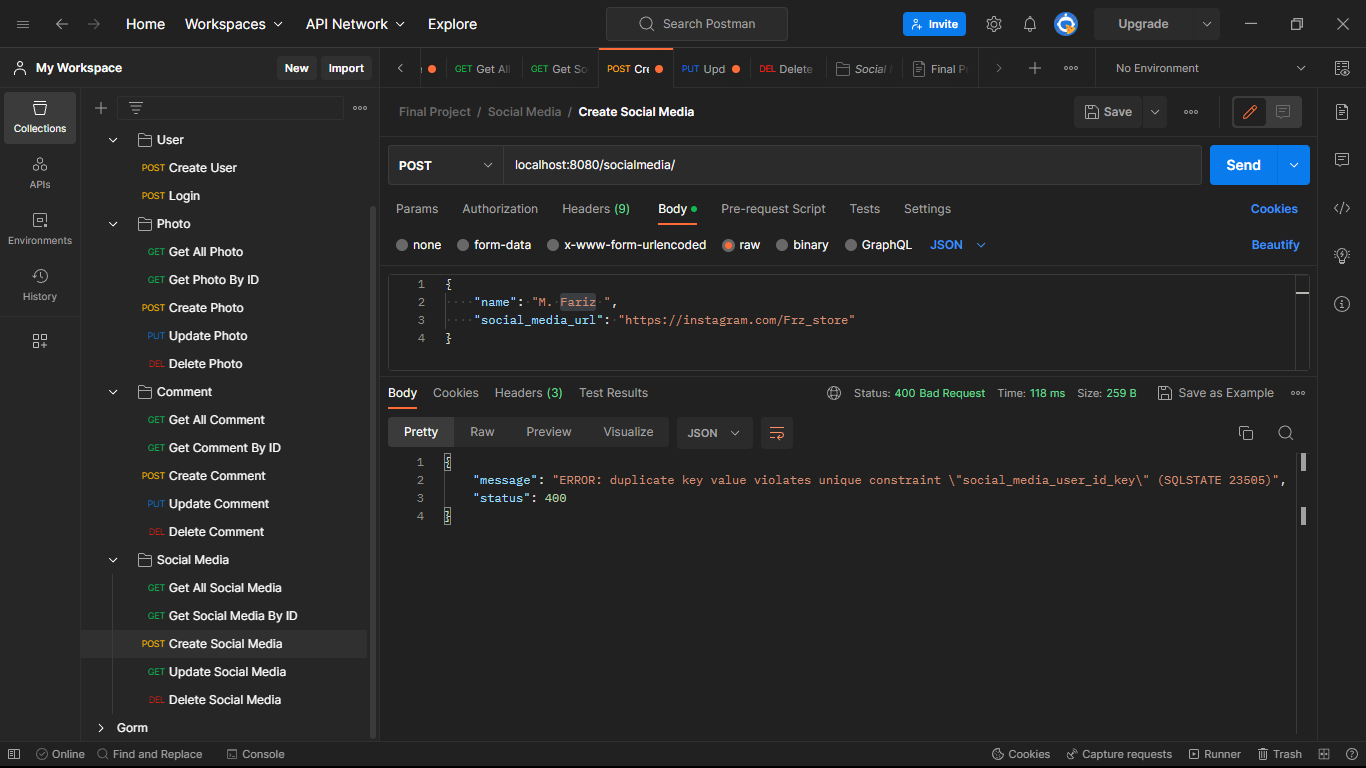 Home Workspaces API Network Explore Search Postman Invite Upgrade
My Workspace New Import
GET Get All GET Get So POST Cre PUT Upd DEL Delete Social Final P No Environment
Collections
APIs
Environments
History
User
POST Create User
POST Login
Photo
GET Get All Photo
GET Get Photo By ID
POST Create Photo
PUT Update Photo
DEL Delete Photo
Comment
GET Get All Comment
GET Get Comment By ID
POST Create Comment
PUT Update Comment
DEL Delete Comment
Social Media
GET Get All Social Media
GET Get Social Media By ID
POST Create Social Media
GET Update Social Media
DEL Delete Social Media
Gorm
Final Project / Social Media / Create Social Media Save
POST localhost:8080/socialmedia/ Send
Params Authorization Headers (9) Body Pre-request Script Tests Settings Cookies
none form-data x-www-form-urlencoded raw binary GraphQL JSON Beautify
1 {
2 "name": "M. Fariz ",
3 "social_media_url": "https://instagram.com/Frz_store"
4 }
Body Cookies Headers (3) Test Results Status: 400 Bad Request Time: 118 ms Size: 259 B Save as Example
Pretty Raw Preview Visualize JSON
1 {
2 "message": "ERROR: duplicate key value violates unique constraint \"social_media_user_id_key\" (SQLSTATE 23505)",
3 "status": 400
4 }
Online Find and Replace Console Cookies Capture requests Runner Trash